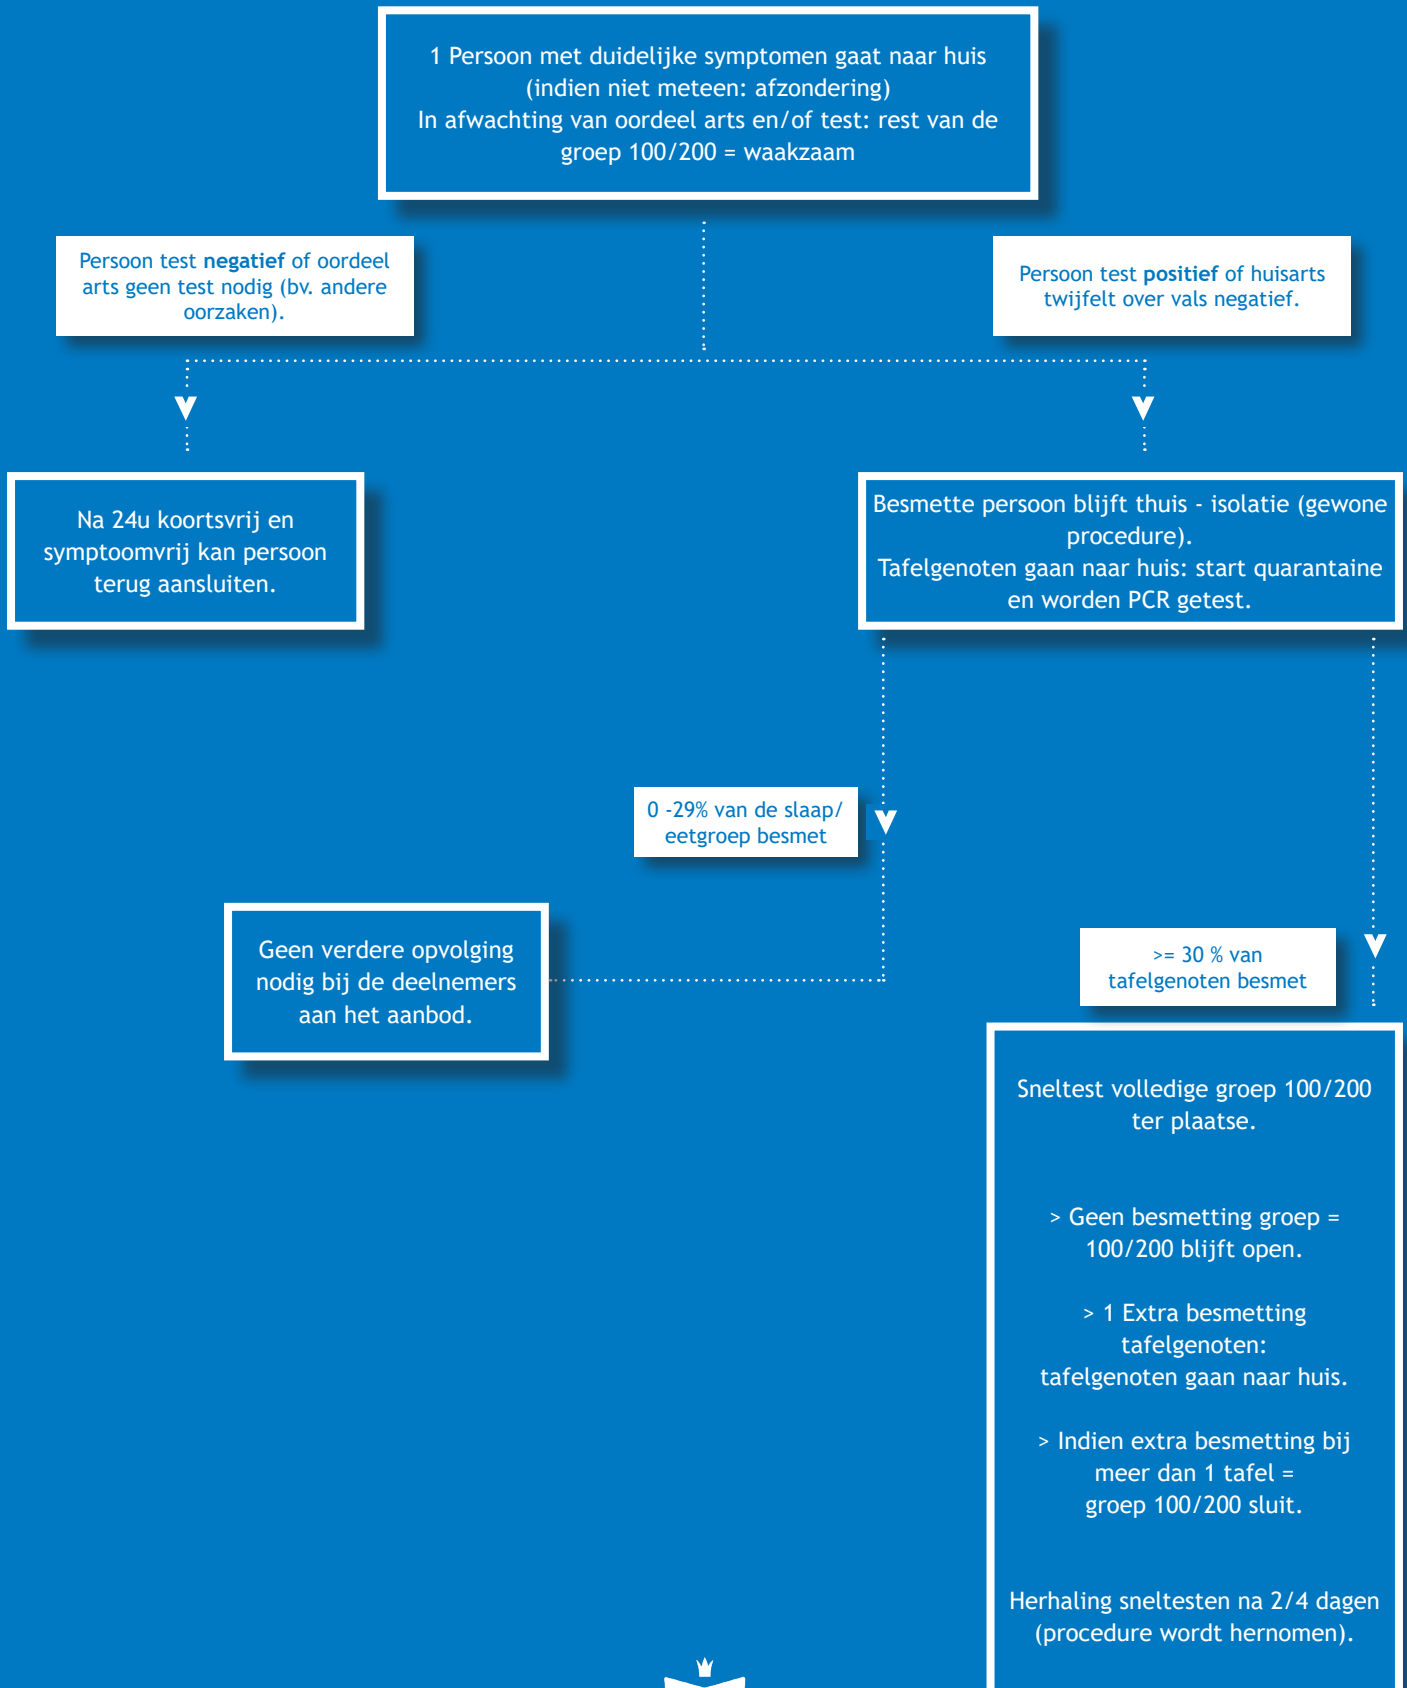 1 Persoon met duidelijke symptomen gaat naar huis
(indien niet meteen: afzondering)
In afwachting van oordeel arts en/of test: rest van de
groep 100/200 = waakzaam
Persoon test negatief of oordeel
arts geen test nodig (bv. andere
oorzaken).
Persoon test positief of huisarts
twijfelt over vals negatief.
Na 24u koortsvrij en
symptoomvrij kan persoon
terug aansluiten.
Besmette persoon blijft thuis - isolatie (gewone
procedure).
Tafelgenoten gaan naar huis: start quarantaine
en worden PCR getest.
0 -29% van de slaap/
eetgroep besmet
Geen verdere opvolging
nodig bij de deelnemers
aan het aanbod.
>= 30 % van
tafelgenoten besmet
Sneltest volledige groep 100/200
ter plaatse.
> Geen besmetting groep =
100/200 blijft open.
> 1 Extra besmetting
tafelgenoten:
tafelgenoten gaan naar huis.
> Indien extra besmetting bij
meer dan 1 tafel =
groep 100/200 sluit.
Herhaling sneltesten na 2/4 dagen
(procedure wordt hernomen).